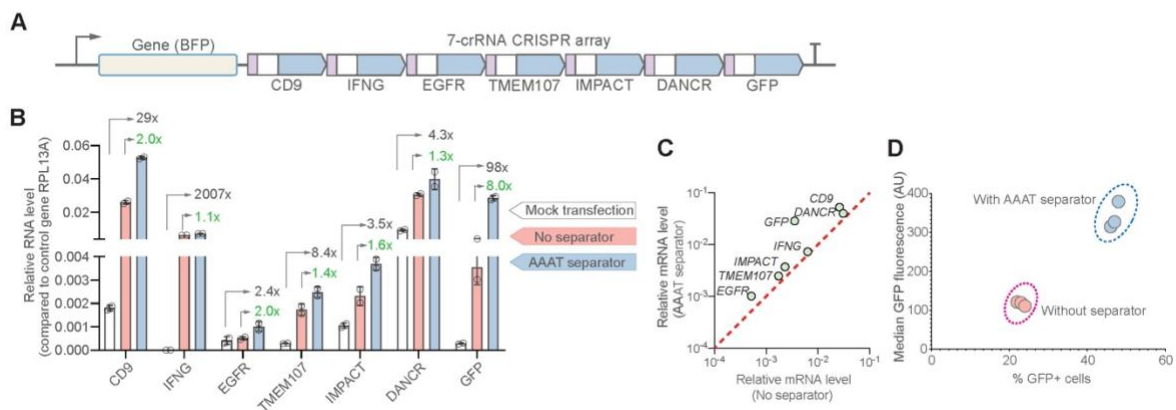 A
Gene (BFP)
7-crRNA CRISPR array
CD9 IFNG EGFR TMEM107 IMPACT DANCR GFP
B
Relative RNA level
(compared to control gene RPL13A)
0.06
0.04
0.02
0.004
0.003
0.002
0.001
0.000
29x
2.0x
2007x
1.1x
2.4x
2.0x
8.4x
1.4x
3.5x
1.6x
4.3x
1.3x
98x
8.0x
CD9 IFNG EGFR TMEM107 IMPACT DANCR GFP
Mock transfection
No separator
AAAT separator
C
Relative mRNA level
(AAAT separator)
10-1
10-2
10-3
10-4
CD9
DANCR
GFP
IFNG
IMPACT
TMEM107
EGFR
10-4 10-3 10-2 10-1
Relative mRNA level
(No separator)
D
Median GFP fluorescence (AU)
400
300
200
100
0
With AAAT separator
Without separator
0 20 40 60
% GFP+ cells